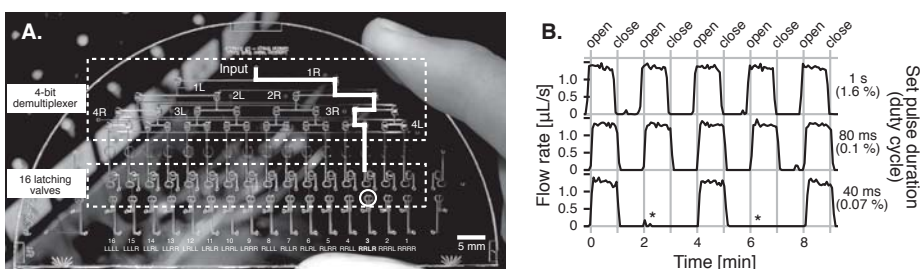 A.
Input
1R
1L
2L
2R
3L
3R
4R
4L
4-bit
demultiplexer
16 latching
valves
16 15 14 13 12 11 10 9 8 7 6 5 4 3 2 1
LLLL LLLR LLRL LLRR LRLL LRLR LRRL LRRR RLLL RLLR RLRL RLRR RRLL RRLR RRRL RRRR
5 mm
B.
open close open close open close open close open close
Flow rate [µL/s]
1.0
0.5
0
1.0
0.5
0
1.0
0.5
0
* *
0 2 4 6 8
Time [min]
1 s
(1.6 %)
80 ms
(0.1 %)
40 ms
(0.07 %)
Set pulse duration
(duty cycle)